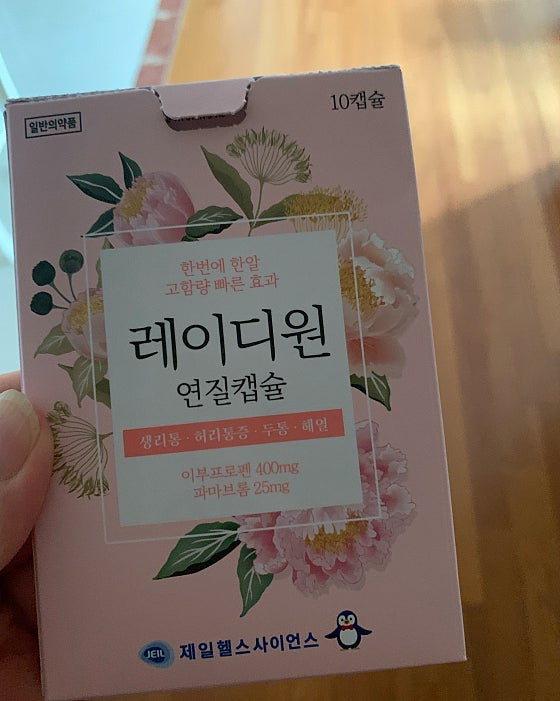 일반의약품
10캡슐
한번에 한알
고함량 빠른 효과
레이디원
연질캡슐
생리통 · 허리통증 · 두통 · 해열
이부프로펜 400mg
파마브롬 25mg
JEIL 제일헬스사이언스